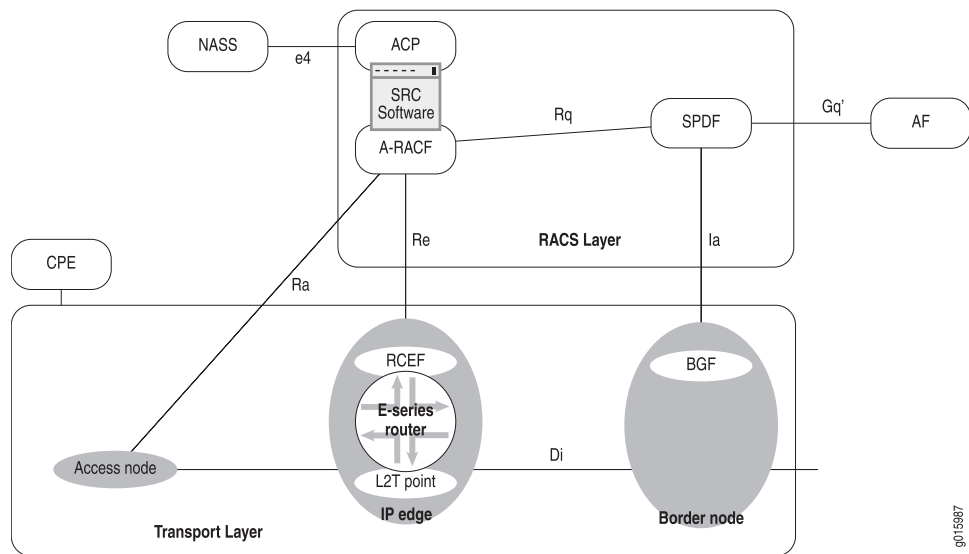 NASS
e4
ACP
SRC
Software
A-RACF
Rq
SPDF
Gq'
AF
Re
RACS Layer
Ia
CPE
Ra
RCEF
E-series
router
L2T point
IP edge
BGF
Access node
Di
Border node
Transport Layer
g015987